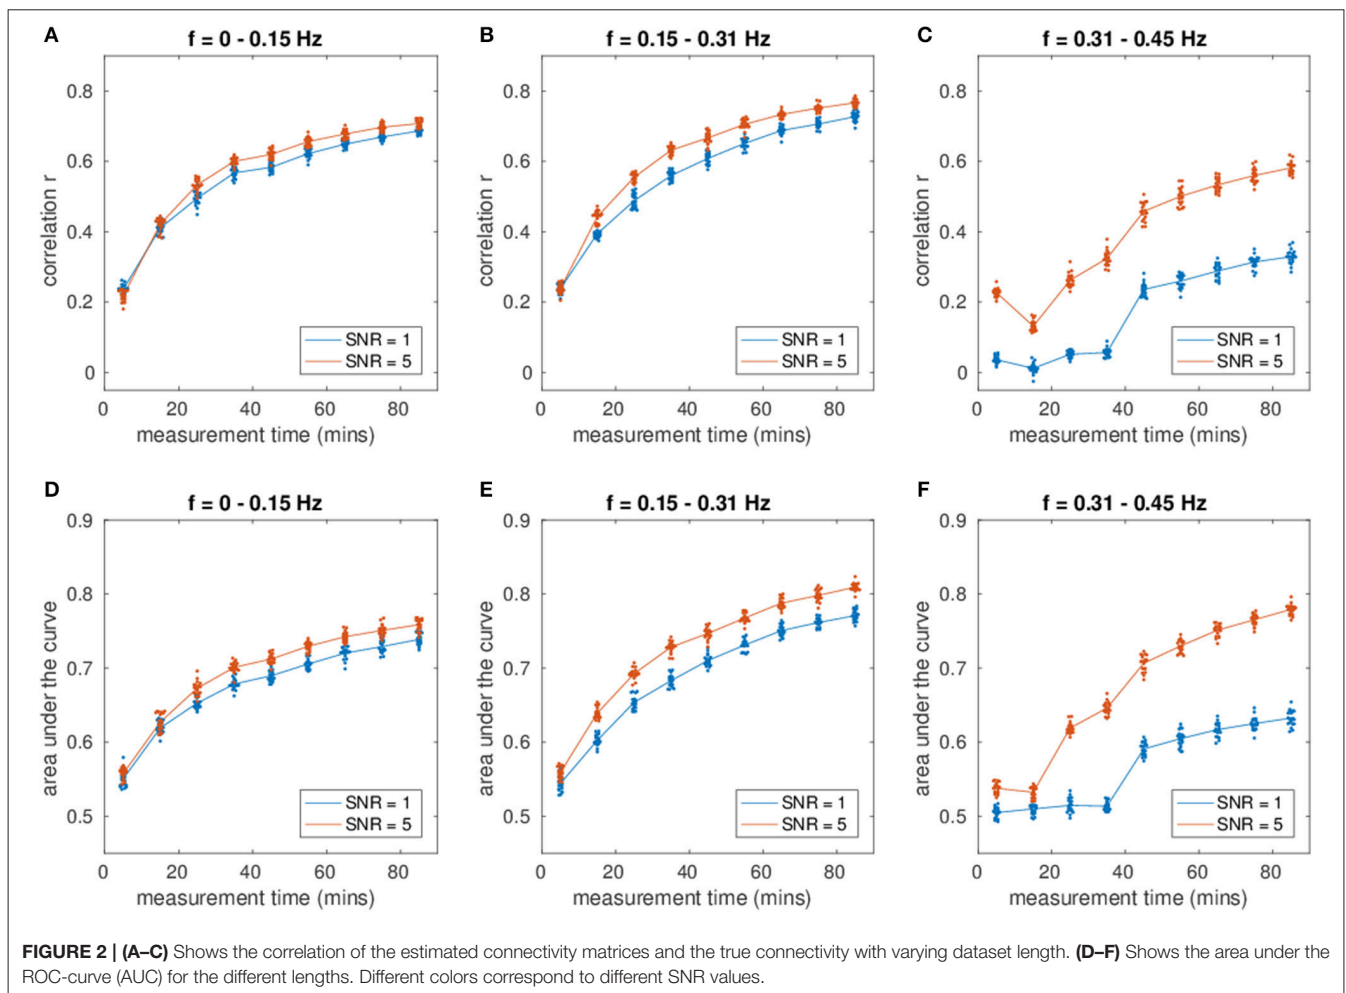 A
f = 0 - 0.15 Hz
correlation r
0.8
0.6
0.4
0.2
0
0 20 40 60 80
measurement time (mins)
SNR = 1
SNR = 5
B
f = 0.15 - 0.31 Hz
correlation r
0.8
0.6
0.4
0.2
0
0 20 40 60 80
measurement time (mins)
SNR = 1
SNR = 5
C
f = 0.31 - 0.45 Hz
correlation r
0.8
0.6
0.4
0.2
0
0 20 40 60 80
measurement time (mins)
SNR = 1
SNR = 5
D
f = 0 - 0.15 Hz
area under the curve
0.9
0.8
0.7
0.6
0.5
0 20 40 60 80
measurement time (mins)
SNR = 1
SNR = 5
E
f = 0.15 - 0.31 Hz
area under the curve
0.9
0.8
0.7
0.6
0.5
0 20 40 60 80
measurement time (mins)
SNR = 1
SNR = 5
F
f = 0.31 - 0.45 Hz
area under the curve
0.9
0.8
0.7
0.6
0.5
0 20 40 60 80
measurement time (mins)
SNR = 1
SNR = 5
FIGURE 2 | (A–C) Shows the correlation of the estimated connectivity matrices and the true connectivity with varying dataset length. (D–F) Shows the area under the
ROC-curve (AUC) for the different lengths. Different colors correspond to different SNR values.